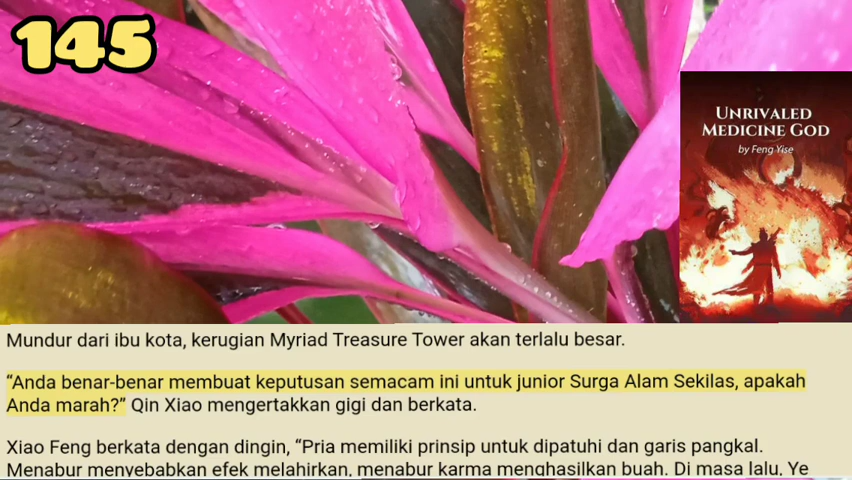 145
UNRIVALED
MEDICINE GOD
by Feng Yise
Mundur dari ibu kota, kerugian Myriad Treasure Tower akan terlalu besar.
“Anda benar-benar membuat keputusan semacam ini untuk junior Surga Alam Sekilas, apakah
Anda marah?” Qin Xiao mengertakkan gigi dan berkata.
Xiao Feng berkata dengan dingin, “Pria memiliki prinsip untuk dipatuhi dan garis pangkal.
Menabur menyebabkan efek melahirkan, menabur karma menghasilkan buah. Di masa lalu, Ye